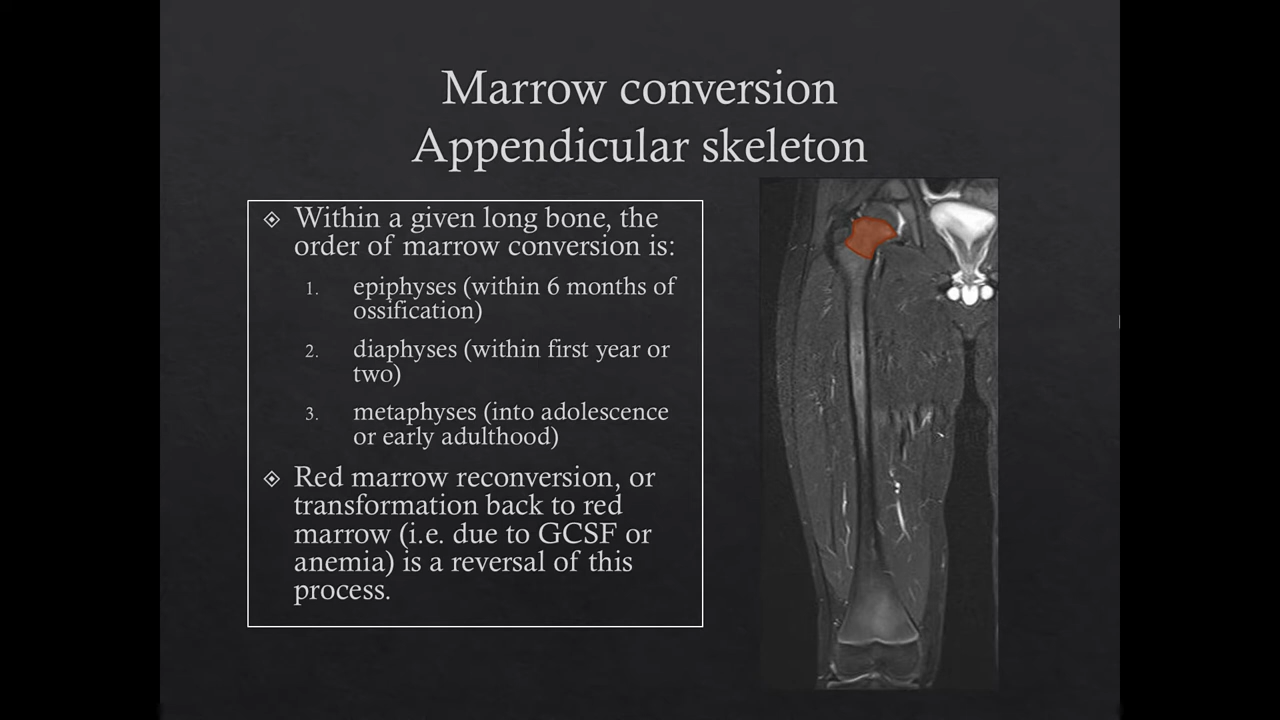 Marrow conversion
Appendicular skeleton
Within a given long bone, the
order of marrow conversion is:
1. epiphyses (within 6 months of
ossification)
2. diaphyses (within first year or
two)
3. metaphyses (into adolescence
or early adulthood)
Red marrow reconversion, or
transformation back to red
marrow (i.e. due to GCSF or
anemia) is a reversal of this
process.